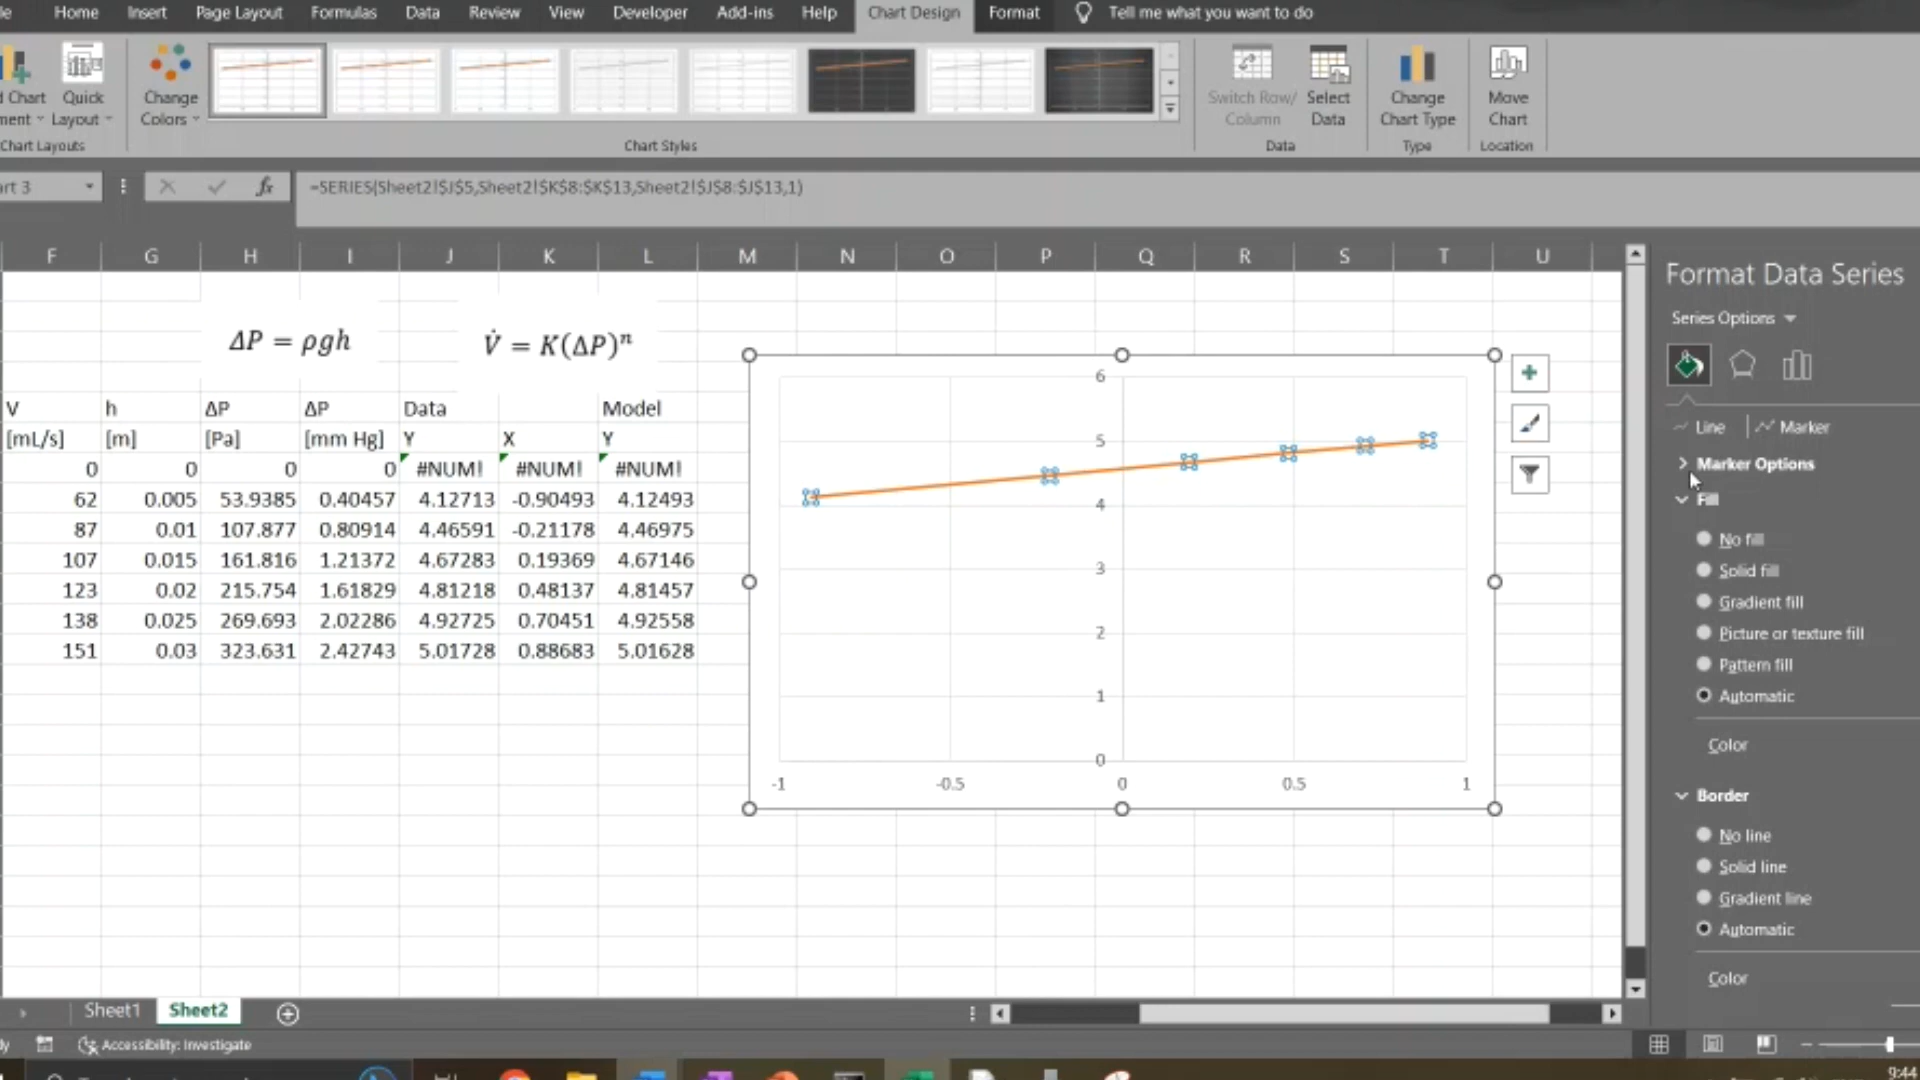 Home Insert Page Layout Formulas Data Review View Developer Add-ins Help Chart Design Format Tell me what you want to do
Chart Quick Change Switch Row/ Select Change Move
Layout Colors Column Data Chart Type Chart
Chart Layouts Chart Styles Data Type Location
=SERIES(Sheet2!$J$5,Sheet2!$K$8:$K$13,Sheet2!$J$8:$J$13,1)
F G H I J K L M N O P Q R S T U
ΔP = ρgh V̇ = K(ΔP)ⁿ
V h ΔP ΔP Data Model
[mL/s] [m] [Pa] [mm Hg] Y X Y
0 0 0 0 #NUM! #NUM! #NUM!
62 0.005 53.9385 0.40457 4.12713 -0.90493 4.12493
87 0.01 107.877 0.80914 4.46591 -0.21178 4.46975
107 0.015 161.816 1.21372 4.67283 0.19369 4.67146
123 0.02 215.754 1.61829 4.81218 0.48137 4.81457
138 0.025 269.693 2.02286 4.92725 0.70451 4.92558
151 0.03 323.631 2.42743 5.01728 0.88683 5.01628
6
5
4
3
2
1
0
-1 -0.5 0 0.5 1
Format Data Series
Series Options
Line Marker
Marker Options
Fill
No fill
Solid fill
Gradient fill
Picture or texture fill
Pattern fill
Automatic
Color
Border
No line
Solid line
Gradient line
Automatic
Color
Sheet1 Sheet2
Accessibility: Investigate
9:44